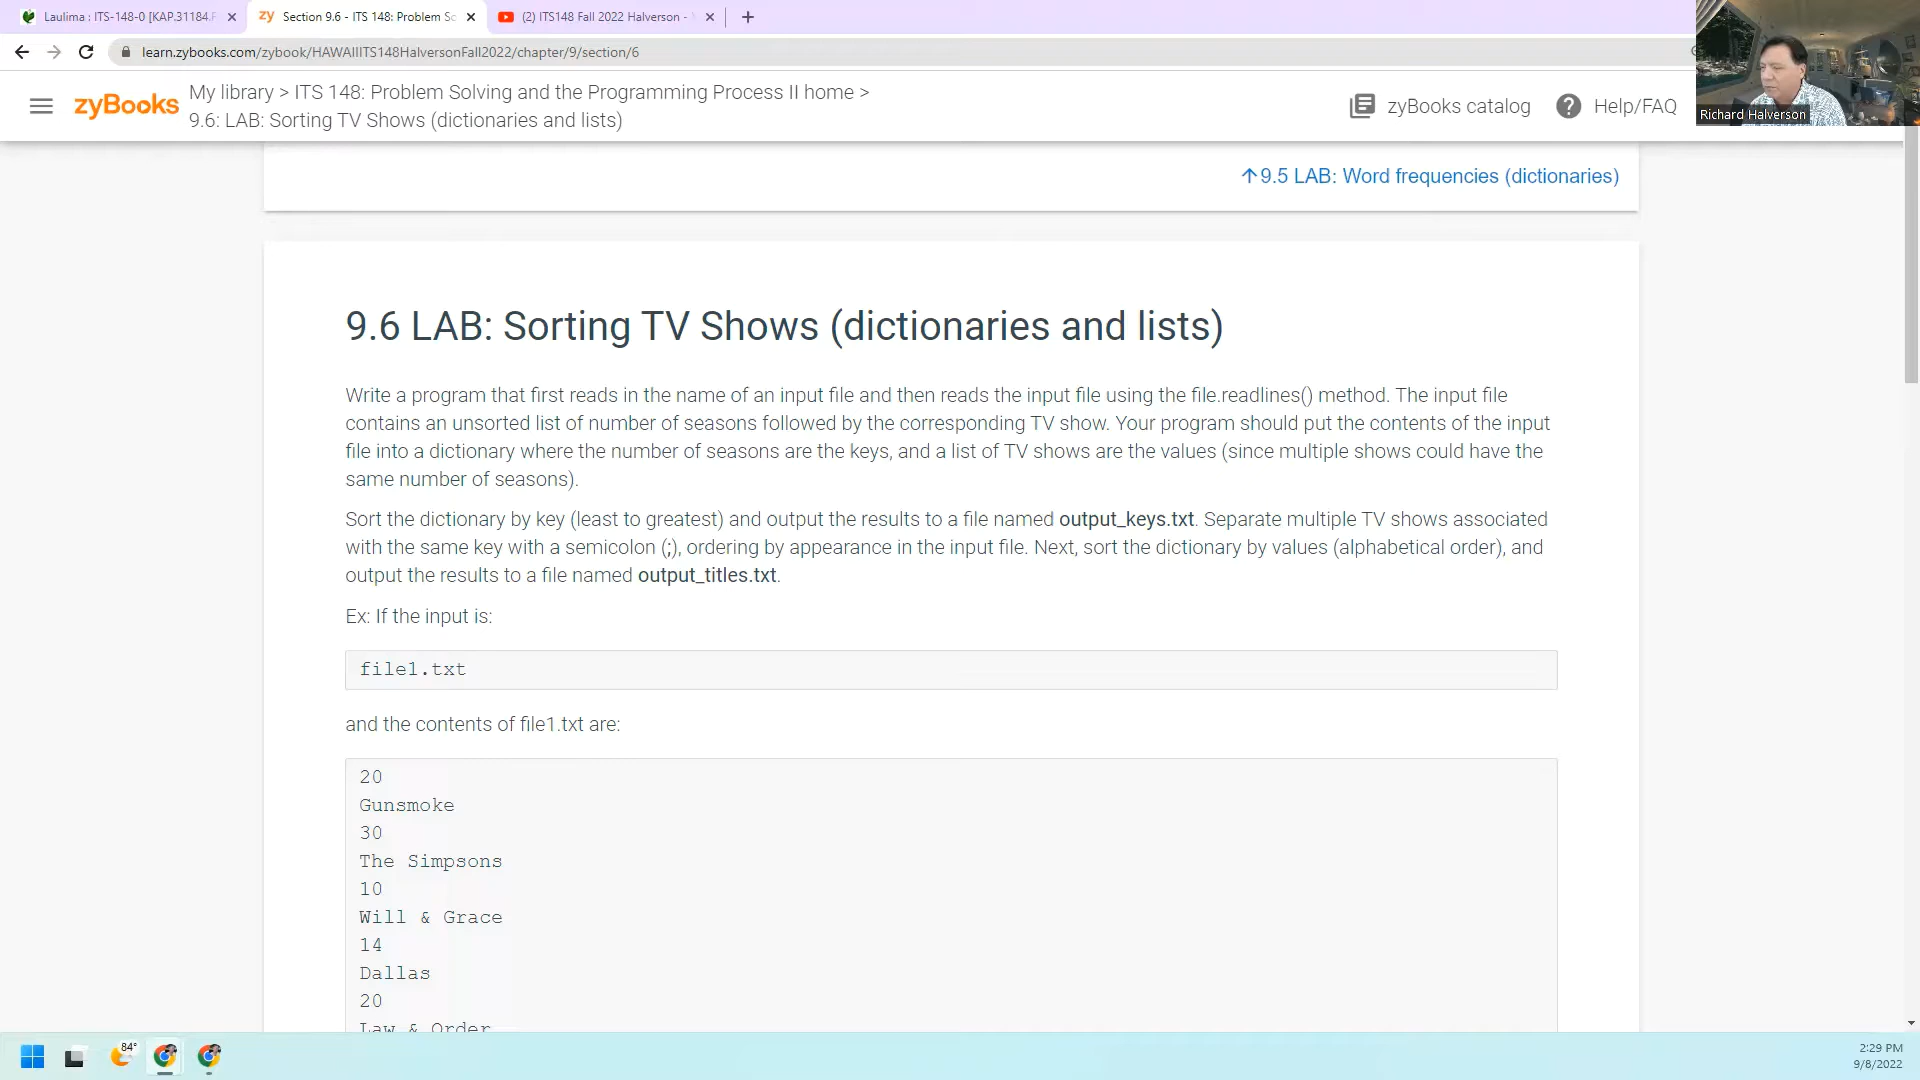 Laulima : ITS-148-0 [KAP.31184.F
zy Section 9.6 - ITS 148: Problem So
(2) ITS148 Fall 2022 Halverson -
learn.zybooks.com/zybook/HAWAIIITS148HalversonFall2022/chapter/9/section/6
zyBooks
My library > ITS 148: Problem Solving and the Programming Process II home >
9.6: LAB: Sorting TV Shows (dictionaries and lists)
zyBooks catalog
? Help/FAQ
Richard Halverson
↑9.5 LAB: Word frequencies (dictionaries)
9.6 LAB: Sorting TV Shows (dictionaries and lists)
Write a program that first reads in the name of an input file and then reads the input file using the file.readlines() method. The input file
contains an unsorted list of number of seasons followed by the corresponding TV show. Your program should put the contents of the input
file into a dictionary where the number of seasons are the keys, and a list of TV shows are the values (since multiple shows could have the
same number of seasons).
Sort the dictionary by key (least to greatest) and output the results to a file named output_keys.txt. Separate multiple TV shows associated
with the same key with a semicolon (;), ordering by appearance in the input file. Next, sort the dictionary by values (alphabetical order), and
output the results to a file named output_titles.txt.
Ex: If the input is:
file1.txt
and the contents of file1.txt are:
20
Gunsmoke
30
The Simpsons
10
Will & Grace
14
Dallas
20
Law & Order
84°
2:29 PM
9/8/2022